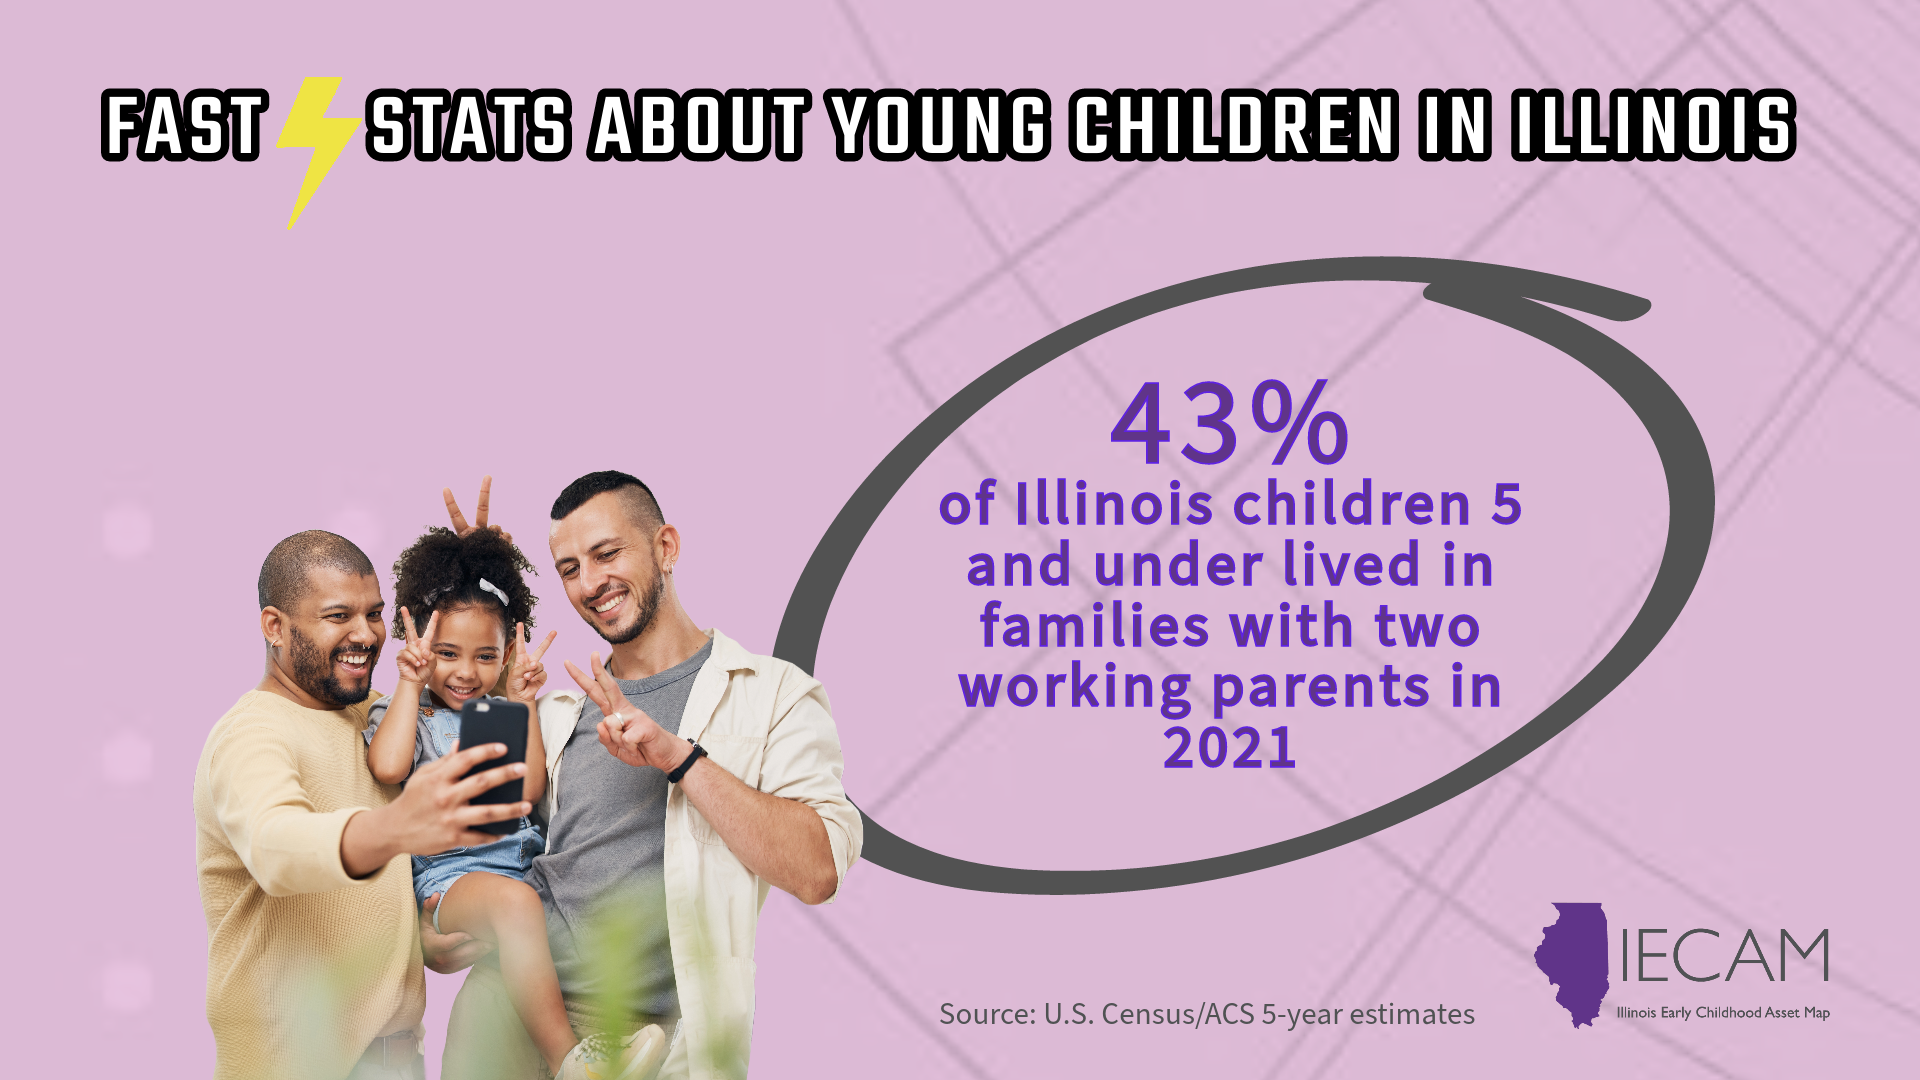 FAST STATS ABOUT YOUNG CHILDREN IN ILLINOIS
43%
of Illinois children 5
and under lived in
families with two
working parents in
2021
Source: U.S. Census/ACS 5-year estimates
IECAM
Illinois Early Childhood Asset Map